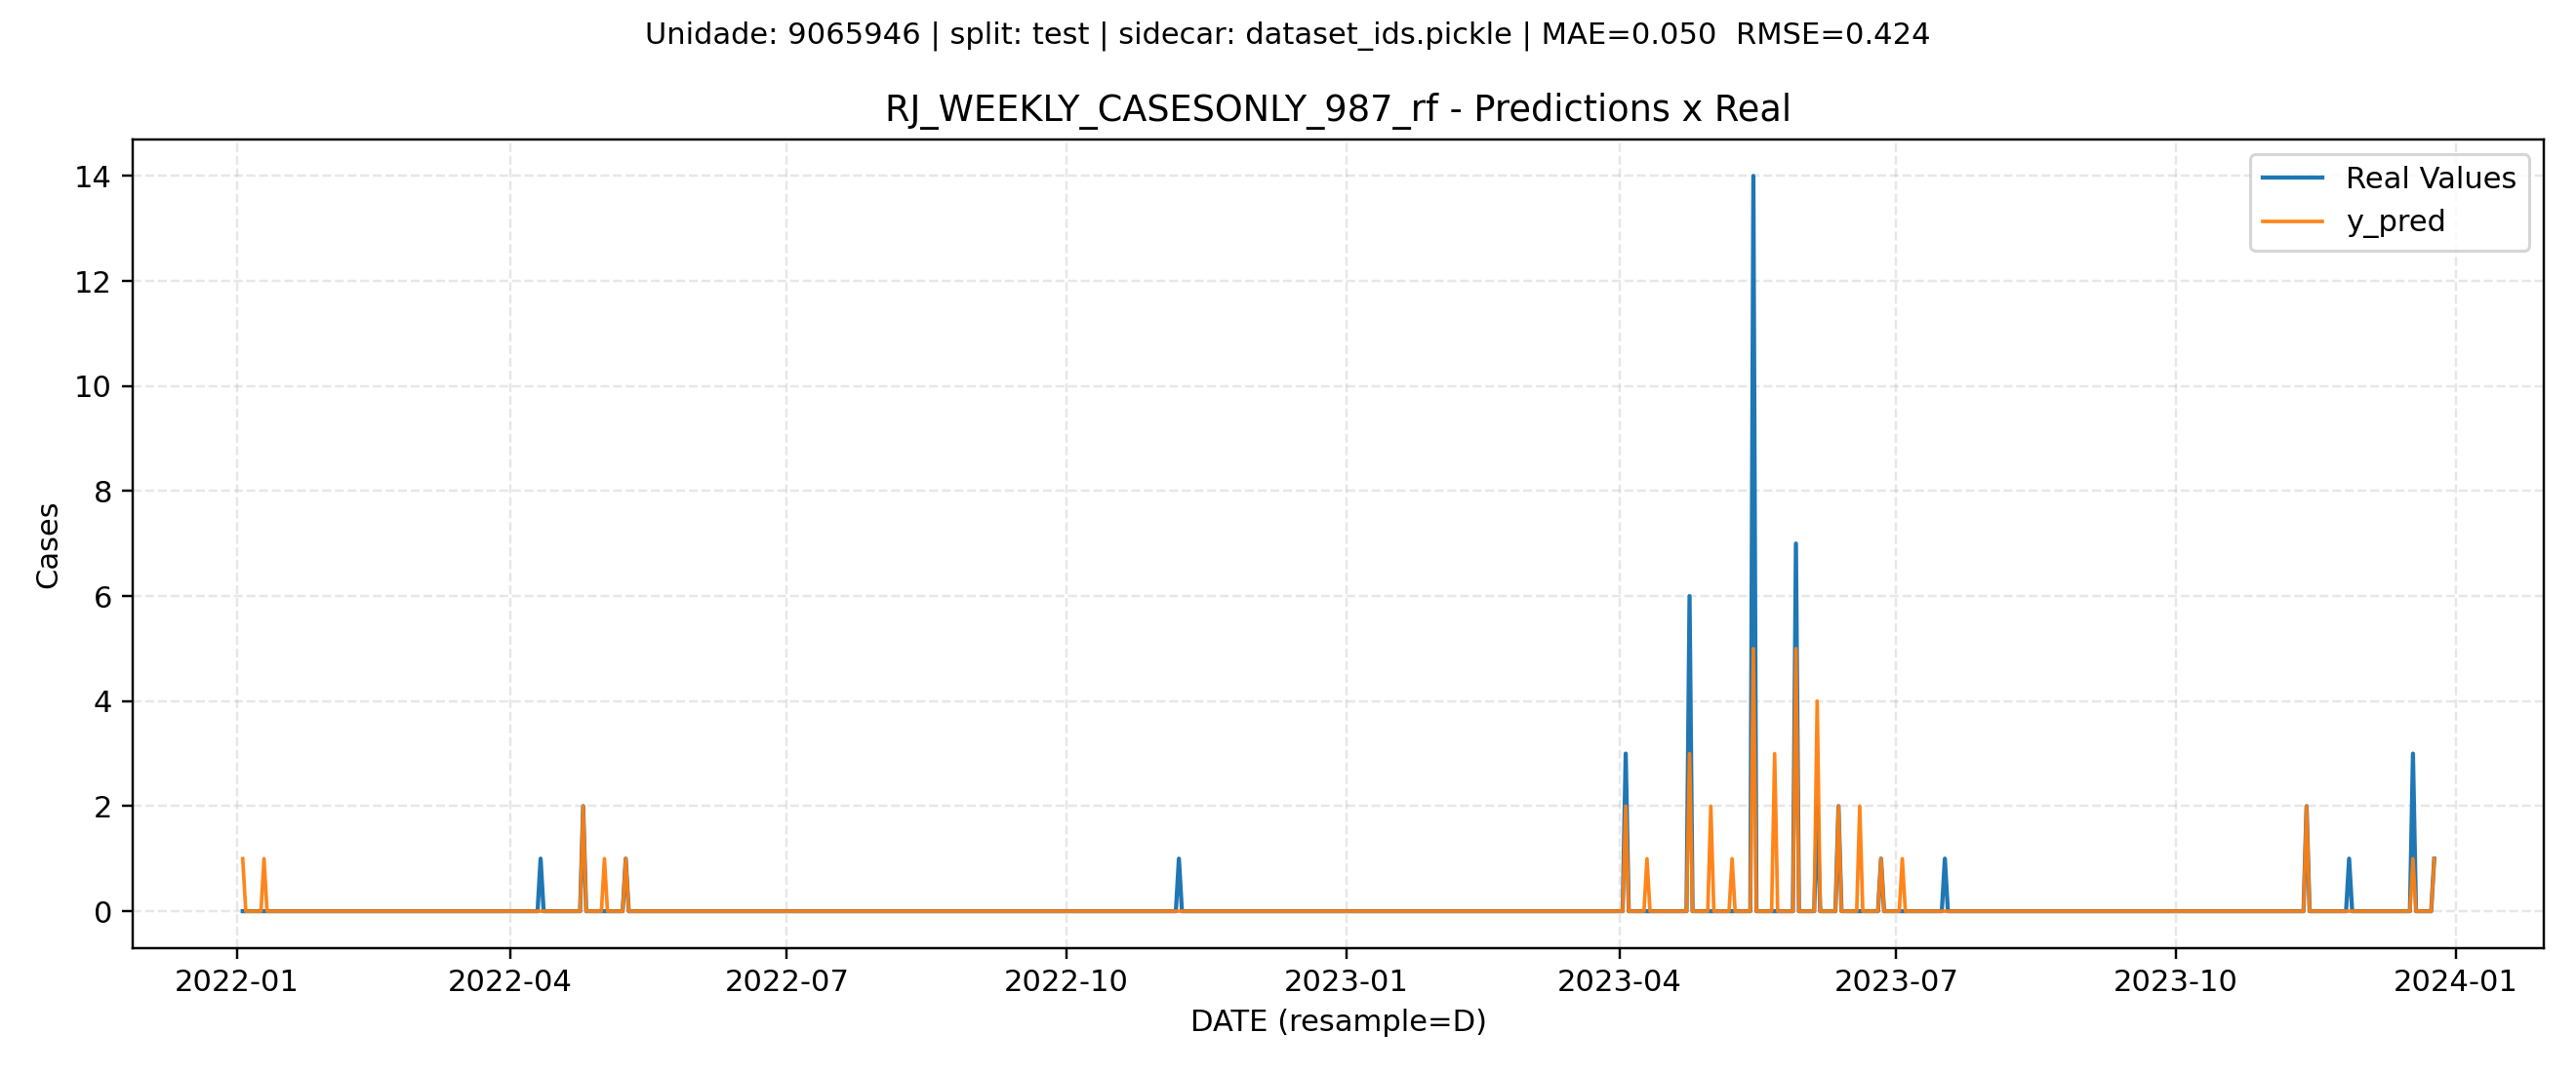 Unidade: 9065946 | split: test | sidecar: dataset_ids.pickle | MAE=0.050  RMSE=0.424
RJ_WEEKLY_CASESONLY_987_rf - Predictions x Real
Real Values
y_pred
14
12
10
8
6
4
2
0
Cases
2022-01
2022-04
2022-07
2022-10
2023-01
2023-04
2023-07
2023-10
2024-01
DATE (resample=D)